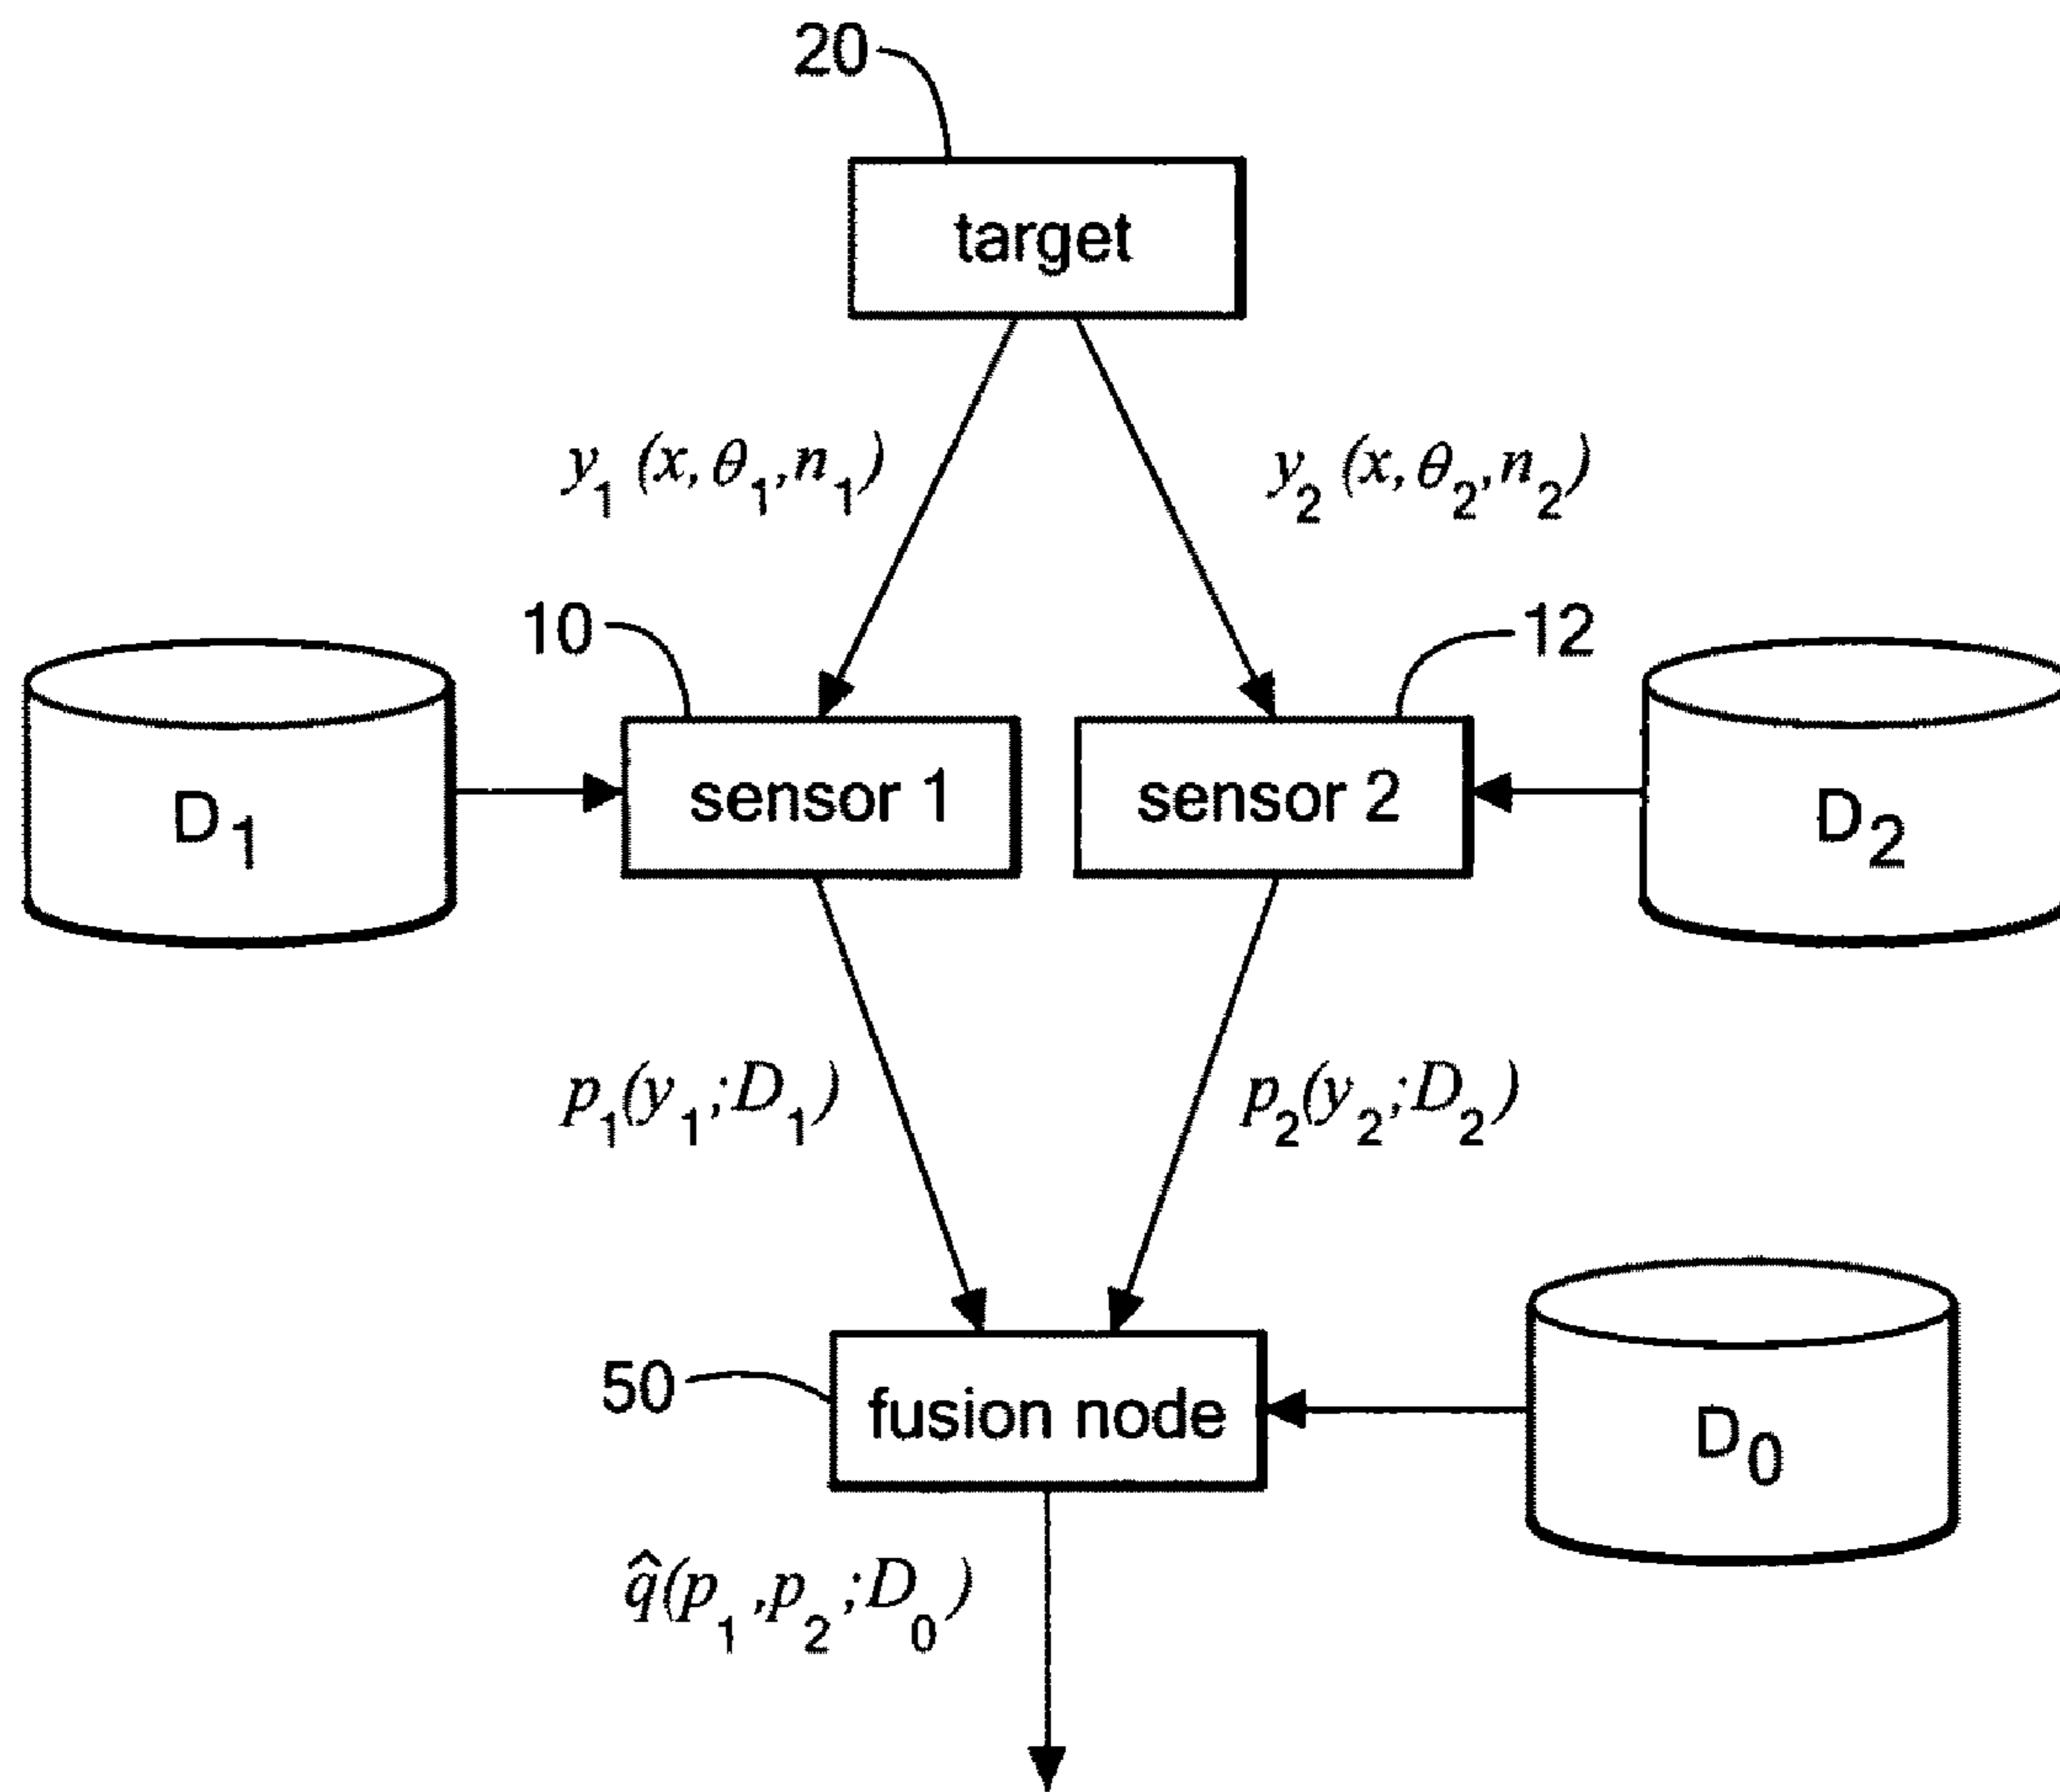 20
target
y₁(x, θ₁, n₁)
y₂(x, θ₂, n₂)
10
12
D₁
sensor 1
sensor 2
D₂
p₁(y₁; D₁)
p₂(y₂; D₂)
50
fusion node
D₀
q̂(p₁, p₂; D₀)